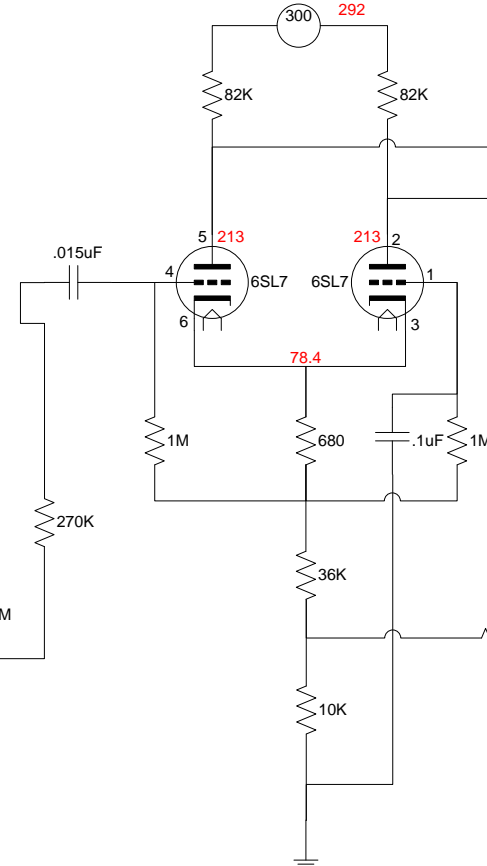 300 292
82K 82K
5 213 213 2
.015uF
4 6SL7 6SL7 1
6 3
78.4
1M 680 .1uF 1M
270K
36K
M
10K